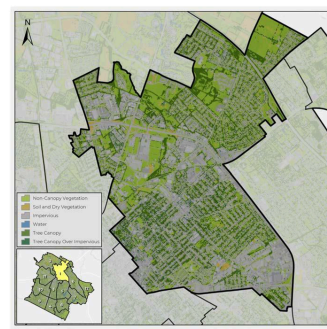 N
Non-Canopy Vegetation
Soil and Dry Vegetation
Impervious
Water
Tree Canopy
Tree Canopy Over Impervious